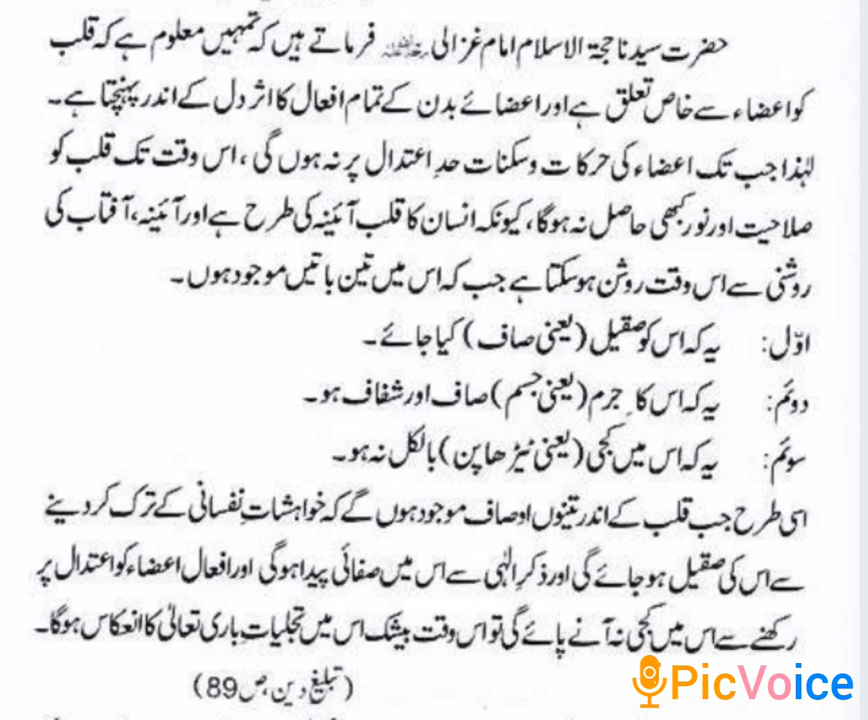 حضرت سیدنا حجۃ الاسلام امام غزالی رحمۃ اللہ علیہ فرماتے ہیں کہ تمہیں معلوم ہے کہ قلب
کو اعضاء سے خاص تعلق ہے اور اعضائے بدن کے تمام افعال کا اثر دل کے اندر پہنچتا ہے۔
لہٰذا جب تک اعضاء کی حرکات وسکنات حدِ اعتدال پر نہ ہوں گی، اس وقت تک قلب کو
صلاحیت اور نور کبھی حاصل نہ ہوگا، کیونکہ انسان کا قلب آئینہ کی طرح ہے اور آئینہ، آفتاب کی
روشنی سے اس وقت روشن ہوسکتا ہے جب کہ اس میں تین باتیں موجود ہوں۔
اوّل: یہ کہ اس کو صقیل (یعنی صاف) کیا جائے۔
دوئم: یہ کہ اس کا جرم (یعنی جسم) صاف اور شفاف ہو۔
سوئم: یہ کہ اس میں کجی (یعنی ٹیڑھا پن) بالکل نہ ہو۔
اسی طرح جب قلب کے اندر تینوں اوصاف موجود ہوں گے کہ خواہشاتِ نفسانی کے ترک کردینے
سے اس کی صقیل ہو جائے گی اور ذکرِ الٰہی سے اس میں صفائی پیدا ہوگی اور افعال اعضاء کو اعتدال پر
رکھنے سے اس میں کجی نہ آنے پائے گی تو اس وقت بیشک اس میں تجلیاتِ باری تعالیٰ کا انعکاس ہوگا۔
(تبلیغ دین، ص89)
PicVoice